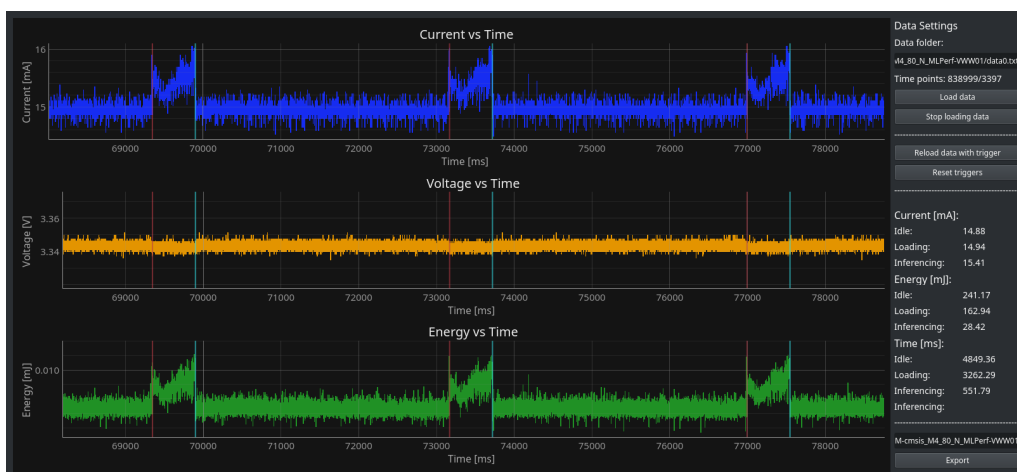 Current vs Time
16
15
Current [mA]
69000 70000 71000 72000 73000 74000 75000 76000 77000 78000
Time [ms]
Voltage vs Time
3.36
3.34
Voltage [V]
69000 70000 71000 72000 73000 74000 75000 76000 77000 78000
Time [ms]
Energy vs Time
0.010
Energy [mJ]
69000 70000 71000 72000 73000 74000 75000 76000 77000 78000
Time [ms]
Data Settings
Data folder:
M4_80_N_MLPerf-VWW01/data0.txt
Time points: 838999/3397
Load data
Stop loading data
Reload data with trigger
Reset triggers
Current [mA]:
Idle: 14.88
Loading: 14.94
Inferencing: 15.41
Energy [mJ]:
Idle: 241.17
Loading: 162.94
Inferencing: 28.42
Time [ms]:
Idle: 4849.36
Loading: 3262.29
Inferencing: 551.79
Inferencing:
M-cmsis_M4_80_N_MLPerf-VWW01
Export